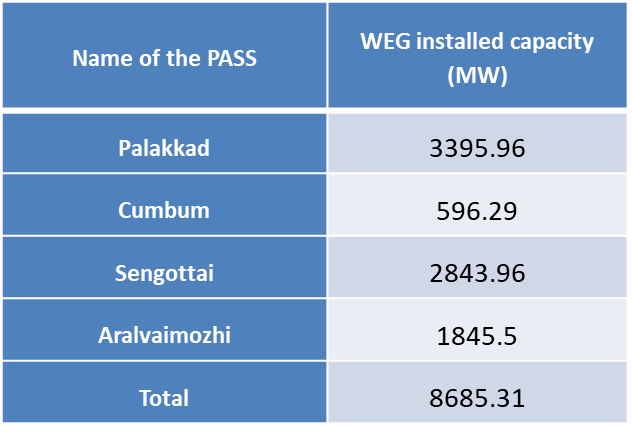 Name of the PASS
WEG installed capacity
(MW)
Palakkad
3395.96
Cumbum
596.29
Sengottai
2843.96
Aralvaimozhi
1845.5
Total
8685.31